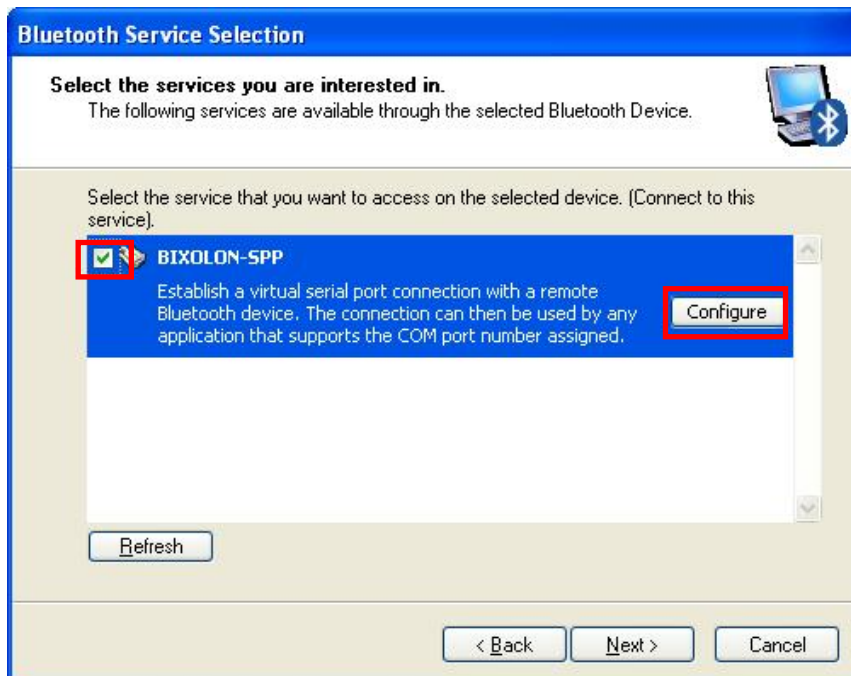 Bluetooth Service Selection
Select the services you are interested in.
The following services are available through the selected Bluetooth Device.
Select the service that you want to access on the selected device. (Connect to this
service).
BIXOLON-SPP
Establish a virtual serial port connection with a remote
Bluetooth device. The connection can then be used by any
application that supports the COM port number assigned.
Configure
Refresh
< Back
Next >
Cancel